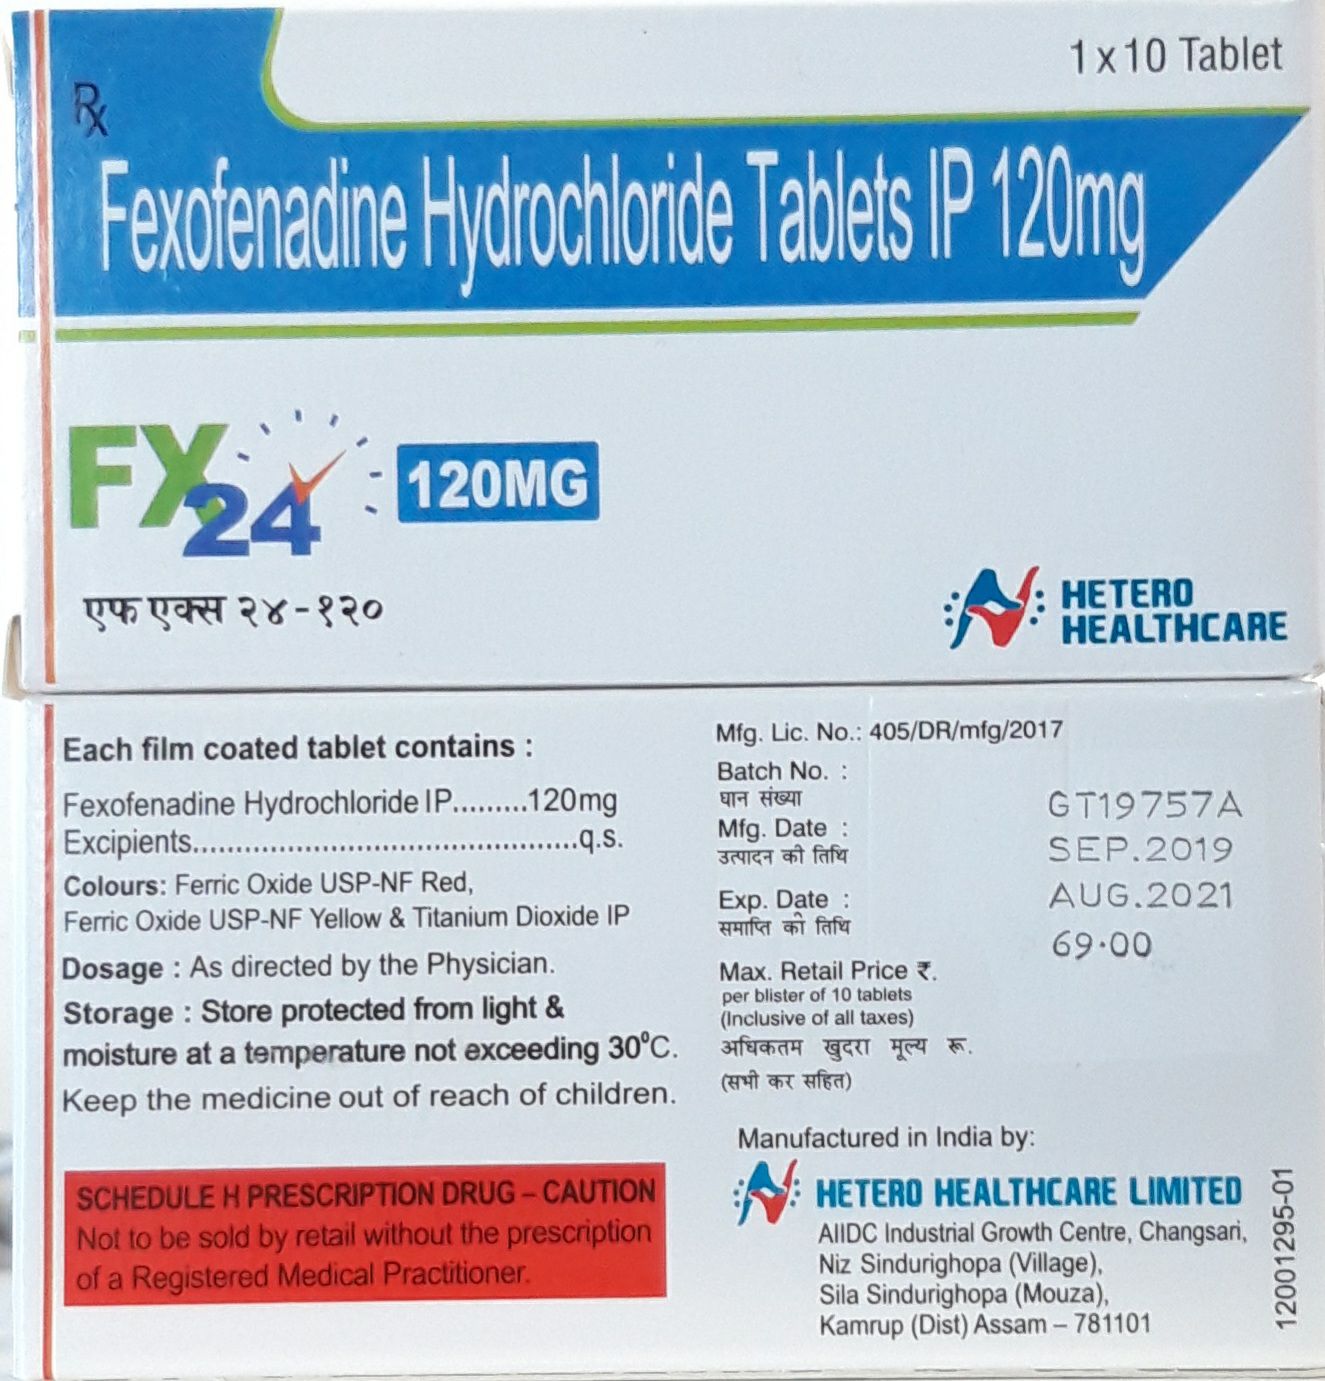 1 x 10 Tablet
Rx
Fexofenadine Hydrochloride Tablets IP 120mg
FX24 120MG
एफ एक्स २४-१२०
HETERO
HEALTHCARE
Each film coated tablet contains :
Fexofenadine Hydrochloride IP.........120mg
Excipients.............................................q.s.
Colours: Ferric Oxide USP-NF Red,
Ferric Oxide USP-NF Yellow & Titanium Dioxide IP
Dosage : As directed by the Physician.
Storage : Store protected from light &
moisture at a temperature not exceeding 30⁰C.
Keep the medicine out of reach of children.
SCHEDULE H PRESCRIPTION DRUG – CAUTION
Not to be sold by retail without the prescription
of a Registered Medical Practitioner.
Mfg. Lic. No.: 405/DR/mfg/2017
Batch No. :
घान संख्या
GT19757A
Mfg. Date :
उत्पादन की तिथि
SEP.2019
Exp. Date :
समाप्ति की तिथि
AUG.2021
69.00
Max. Retail Price ₹.
per blister of 10 tablets
(Inclusive of all taxes)
अधिकतम खुदरा मूल्य रू.
(सभी कर सहित)
Manufactured in India by:
HETERO HEALTHCARE LIMITED
AIIDC Industrial Growth Centre, Changsari,
Niz Sindurighopa (Village),
Sila Sindurighopa (Mouza),
Kamrup (Dist) Assam – 781101
12001295-01